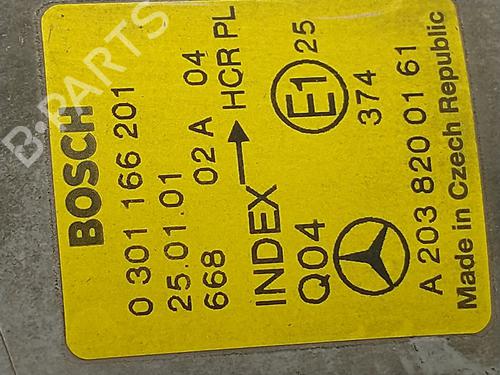 BOSCH
0 301 166 201
25.01.01
668 02 A 04
INDEX → HCR PL
Q04
E1 25
374
A 203 820 01 61
Made in Czech Republic
B-PARTS